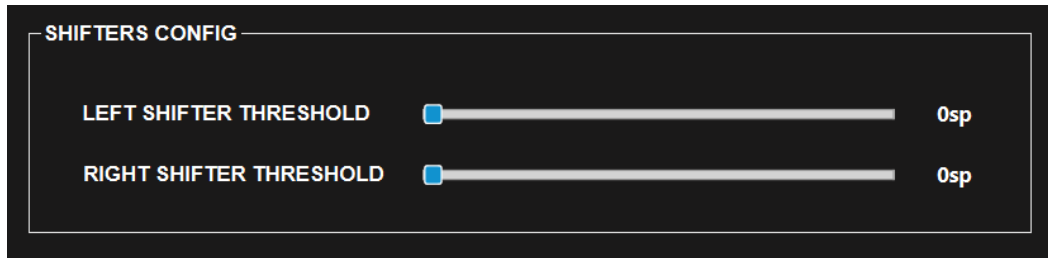 SHIFTERS CONFIG
LEFT SHIFTER THRESHOLD 0sp
RIGHT SHIFTER THRESHOLD 0sp